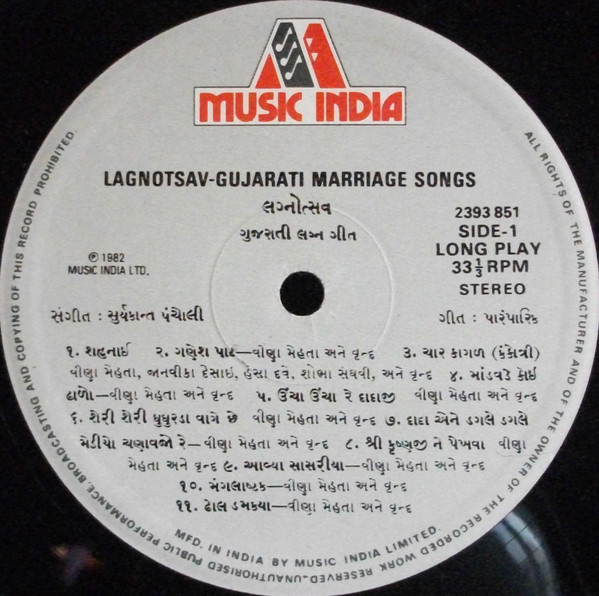 MUSIC INDIA
LAGNOTSAV-GUJARATI MARRIAGE SONGS
લગ્નોત્સવ
ગુજરાતી લગ્ન ગીત
2393 851
SIDE-1
LONG PLAY
33⅓ RPM
STEREO
℗ 1982
MUSIC INDIA LTD.
સંગીત : સુર્યકાન્ત પંચોલી
ગીત : પારંપારિક
૧. શહનાઈ ૨. ગણેશ પાટ—વીણા મેહતા અને વૃન્દ ૩. ચાર કાગળ (કંકોત્રી)
વીણા મેહતા, જાનવીકા દેસાઇ, હંસા દવે, શોભા સંઘવી, અને વૃન્દ ૪. માંડવડે કાઇ
ઢાળો—વીણા મેહતા અને વૃન્દ ૫. ઉંચા ઉંચા રે દાદાજી વીણા મેહતા અને વૃન્દ
૬. શેરી શેરી ઘુઘુરડા વાગે છે વીણા મેહતા અને વૃન્દ ૭. દાદા એને ડગલે ડગલે
મેડીયો ચણાવજો રે—વીણા મેહતા અને વૃન્દ ૮. શ્રી કૃષ્ણજી ને પેખવા વીણા
મેહતા અને વૃન્દ ૯. આવ્યા સાસરીયા—વીણા મેહતા અને વૃન્દ
૧૦. મંગલાષ્ટક—વીણા મેહતા અને વૃન્દ
૧૧. ઢોલ ડમકયા—વીણા મેહતા અને વૃન્દ
MFD. IN INDIA BY MUSIC INDIA LIMITED.
ALL RIGHTS OF THE MANUFACTURER AND OF THE OWNER OF THE RECORDED WORK RESERVED—UNAUTHORISED PUBLIC PERFORMANCE, BROADCASTING AND COPYING OF THIS RECORD PROHIBITED.